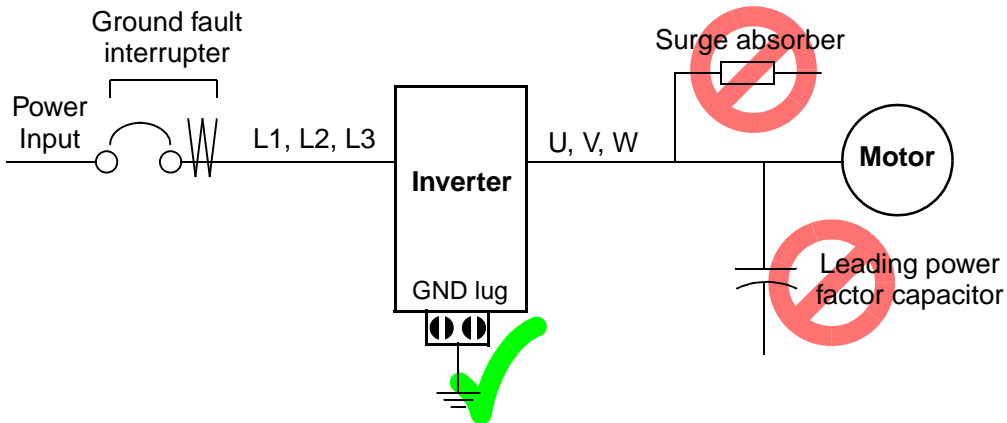 Ground fault
interrupter
Surge absorber
Power
Input
L1, L2, L3
U, V, W
Inverter
Motor
GND lug
Leading power
factor capacitor